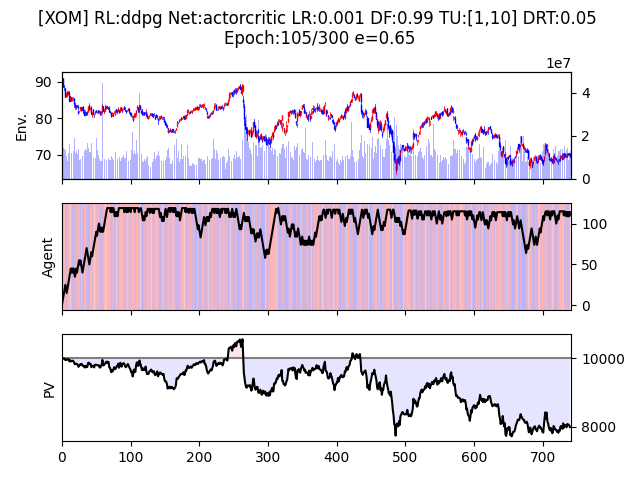 [XOM] RL:ddpg Net:actorcritic LR:0.001 DF:0.99 TU:[1,10] DRT:0.05
Epoch:105/300 e=0.65
1e7
90
80
70
Env.
4
2
0
Agent
100
50
0
PV
10000
8000
0 100 200 300 400 500 600 700